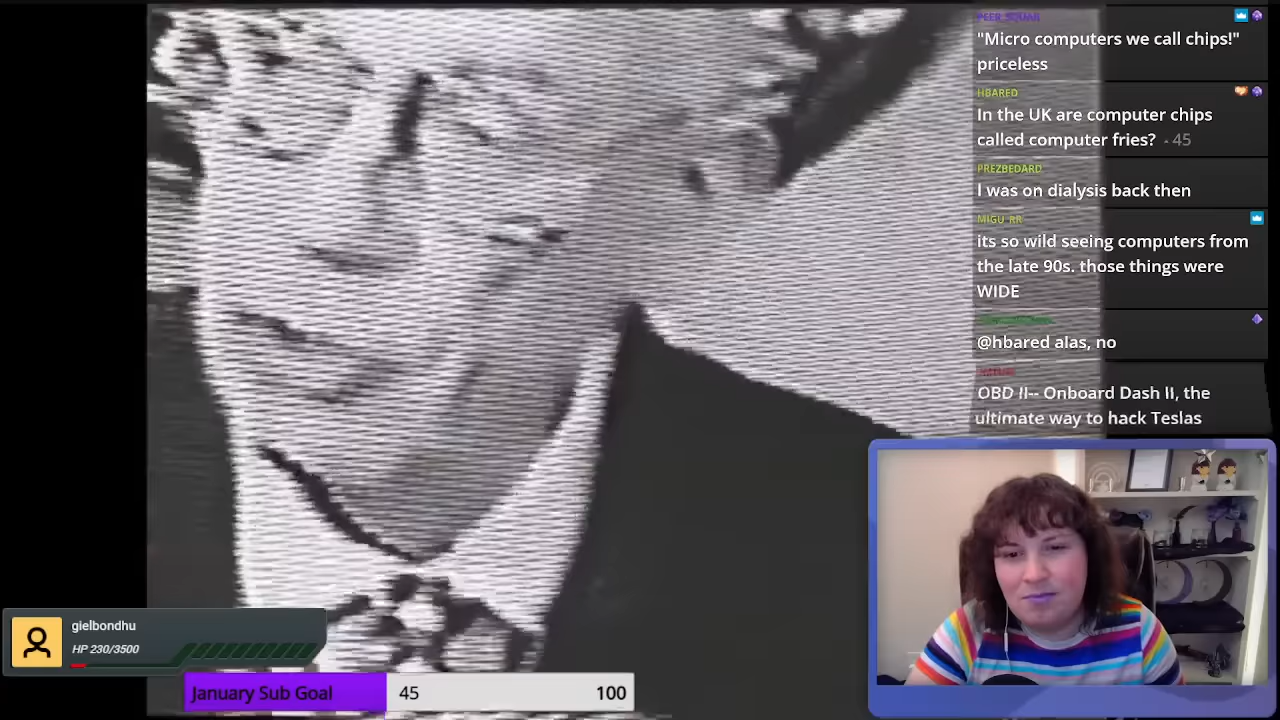 PEER_SQUAR
"Micro computers we call chips!"
priceless
HBARED
In the UK are computer chips
called computer fries? 45
PREZBEDARD
I was on dialysis back then
MIGU_RR
its so wild seeing computers from
the late 90s. those things were
WIDE
@hbared alas, no
OBD II-- Onboard Dash II, the
ultimate way to hack Teslas
gielbondhu
HP 230/3500
January Sub Goal 45 100